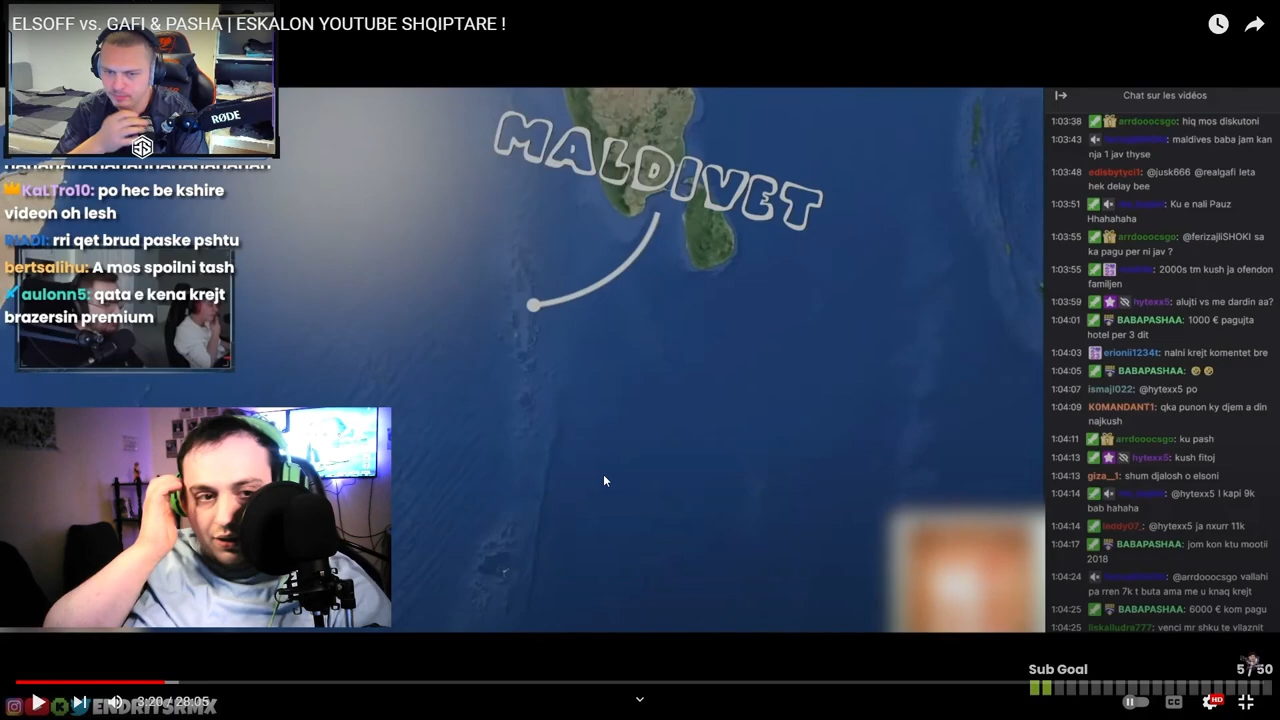 ELSOFF vs. GAFI & PASHA | ESKALON YOUTUBE SHQIPTARE !
RØDE
MALDIVET
KaLTro10: po hec be kshire
videon oh lesh
RIADI: rri qet brud paske pshtu
bertsalihu: A mos spoilni tash
aulonn5: qata e kena krejt
brazersin premium
Chat sur les vidéos
1:03:38 arrdooocsgo: hiq mos diskutoni
1:03:43 : maldives baba jam kan
nja 1 jav thyse
1:03:48 edisbytyci1: @jusk666 @realgafi leta
hek delay bee
1:03:51 : Ku e nali Pauz
Hhahahaha
1:03:55 arrdooocsgo: @ferizajliSHOKI sa
ka pagu per ni jav ?
1:03:55 : 2000s tm kush ja ofendon
familjen
1:03:59 hytexx5: alujti vs me dardin aa?
1:04:01 BABAPASHAA: 1000 € pagujta
hotel per 3 dit
1:04:03 erionii1234t: nalni krejt komentet bre
1:04:05 BABAPASHAA: 🤣🤣
1:04:07 ismajl022: @hytexx5 po
1:04:09 K0MANDANT1: qka punon ky djem a din
najkush
1:04:11 arrdooocsgo: ku pash
1:04:13 hytexx5: kush fitoj
1:04:13 giza__1: shum djalosh o elsoni
1:04:14 : @hytexx5 I kapi 9k
bab hahaha
1:04:14 leddy07_: @hytexx5 ja nxurr 11k
1:04:17 BABAPASHAA: jom kon ktu mootii
2018
1:04:24 : @arrdooocsgo vallahi
pa rren 7k t buta ama me u knaq krejt
1:04:25 BABAPASHAA: 6000 € kom pagu
1:04:25 liskalludra777: venci mr shku te vllaznit
Sub Goal
5 / 50
3:20 / 28:05
ENDRITSRMX
CC
HD